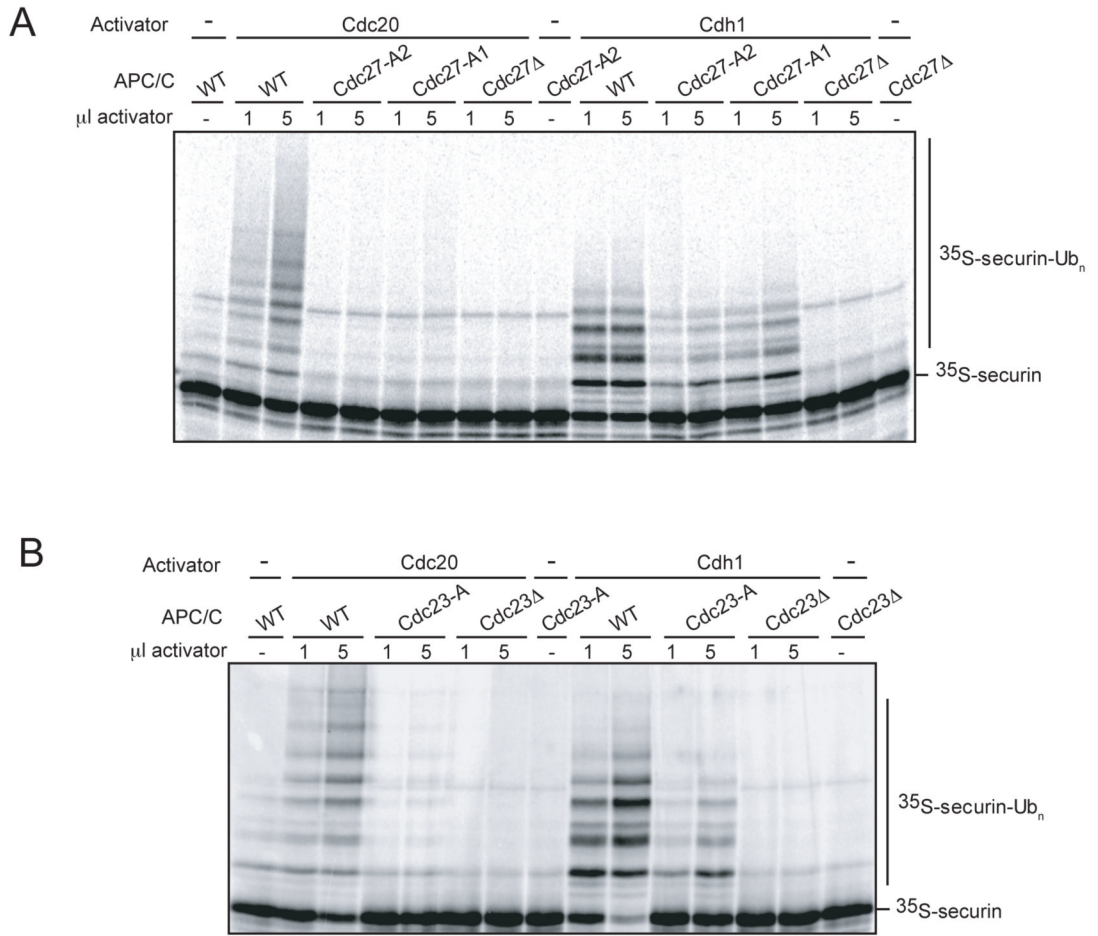 A
Activator - Cdc20 - Cdh1 -
APC/C WT WT Cdc27-A2 Cdc27-A1 Cdc27Δ Cdc27-A2 WT Cdc27-A2 Cdc27-A1 Cdc27Δ Cdc27Δ
µl activator - 1 5 1 5 1 5 1 5 - 1 5 1 5 1 5 1 5 -
35S-securin-Ubn
35S-securin
B
Activator - Cdc20 - Cdh1 -
APC/C WT WT Cdc23-A Cdc23Δ Cdc23-A WT Cdc23-A Cdc23Δ Cdc23Δ
µl activator - 1 5 1 5 1 5 - 1 5 1 5 1 5 -
35S-securin-Ubn
35S-securin